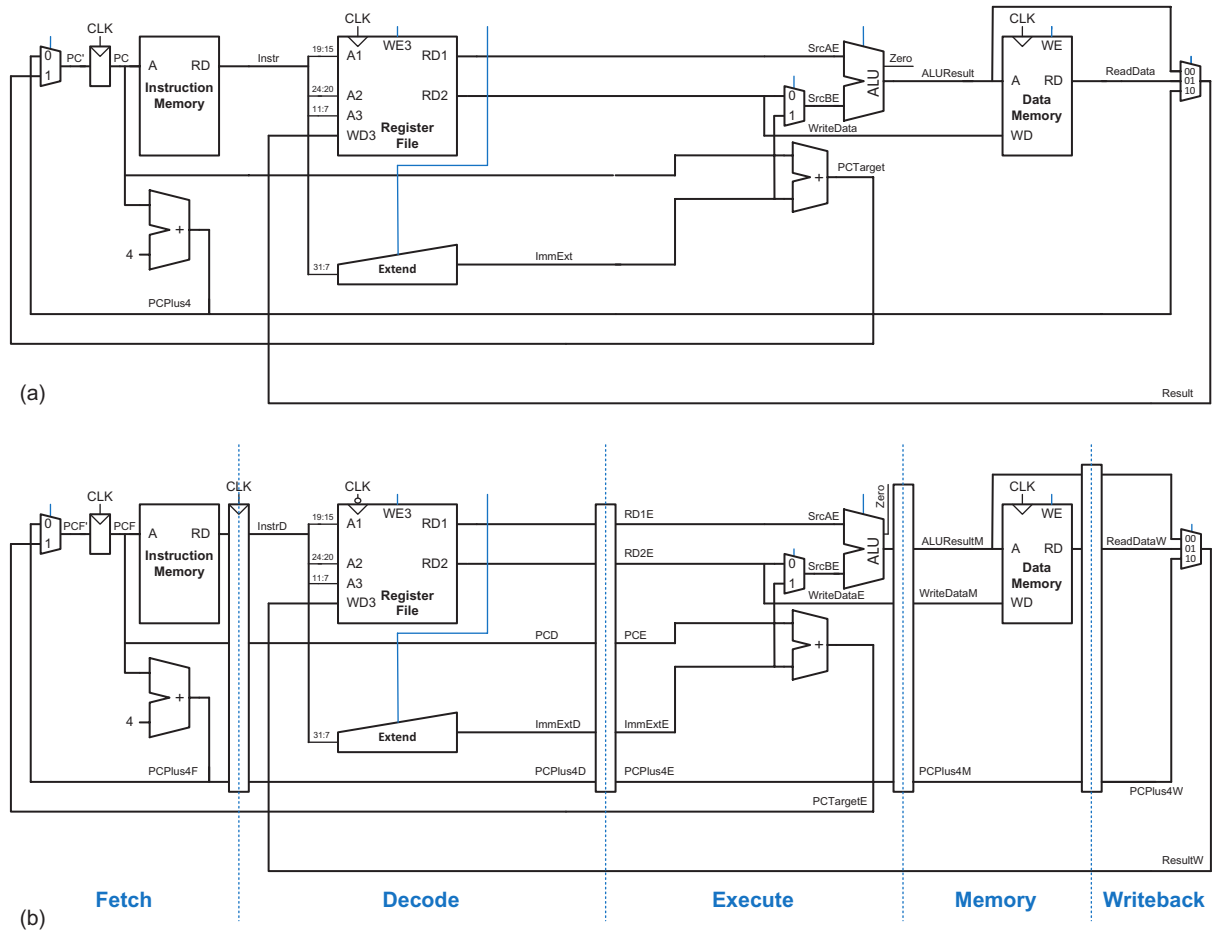 CLK CLK CLK
WE3 WE
0 1 PC' PC A RD Instr 19:15 A1 RD1 SrcAE Zero
Instruction Memory
24:20 A2 RD2 0 1 SrcBE ALU ALUResult A RD ReadData 00 01 10
11:7 A3 Data Memory
WD3 Register File WriteData WD
+ PCTarget
+
4
31:7 Extend ImmExt
PCPlus4
(a)
Result
CLK CLK CLK CLK
WE3 WE
0 1 PCF' PCF A RD InstrD 19:15 A1 RD1 RD1E SrcAE Zero
Instruction Memory
24:20 A2 RD2 RD2E 0 1 SrcBE ALU ALUResultM A RD ReadDataW 00 01 10
11:7 A3 Data Memory
WD3 Register File WriteDataE WriteDataM WD
PCD PCE
+
+
4
31:7 Extend ImmExtD ImmExtE
PCPlus4F PCPlus4D PCPlus4E PCPlus4M
PCPlus4W
PCTargetE
ResultW
Fetch Decode Execute Memory Writeback
(b)